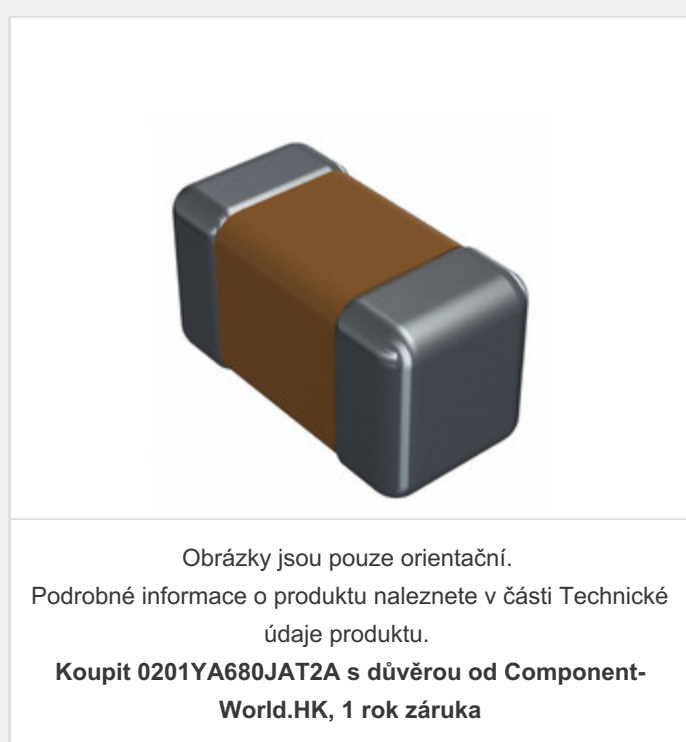 Obrázky jsou pouze orientační.
Podrobné informace o produktu naleznete v části Technické
údaje produktu.
Koupit 0201YA680JAT2A s důvěrou od Component-
World.HK, 1 rok záruka